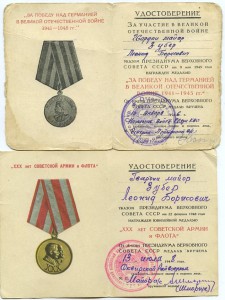 „ЗА ПОБЕДУ НАД ГЕРМАНИЕЙ
В ВЕЛИКОЙ ОТЕЧЕСТВЕННОЙ ВОЙНЕ
1941—1945 гг."
УДОСТОВЕРЕНИЕ
ЗА УЧАСТИЕ В ВЕЛИКОЙ
ОТЕЧЕСТВЕННОЙ ВОЙНЕ
Гвардии майор
Зубер
Леонид Борисович
УКАЗОМ ПРЕЗИДИУМА ВЕРХОВНОГО
СОВЕТА СССР от 9 мая 1945 года
НАГРАЖДЕН МЕДАЛЬЮ
„ЗА ПОБЕДУ НАД ГЕРМАНИЕЙ
В ВЕЛИКОЙ ОТЕЧЕСТВЕННОЙ
ВОЙНЕ 1941—1945 гг."
От имени ПРЕЗИДИУМА ВЕРХОВНОГО
СОВЕТА СССР МЕДАЛЬ ВРУЧЕНА
„XXX ЛЕТ СОВЕТСКОЙ АРМИИ и ФЛОТА"
УДОСТОВЕРЕНИЕ
Гвардии майор
Зубер
Леонид Борисович
УКАЗОМ ПРЕЗИДИУМА ВЕРХОВНОГО
СОВЕТА СССР от 22 февраля 1948 года
НАГРАЖДЕН ЮБИЛЕЙНОЙ МЕДАЛЬЮ
„XXX лет СОВЕТСКОЙ АРМИИ и ФЛОТА"
От имени ПРЕЗИДИУМА ВЕРХОВНОГО
СОВЕТА СССР МЕДАЛЬ ВРУЧЕНА
13 июля
XXX